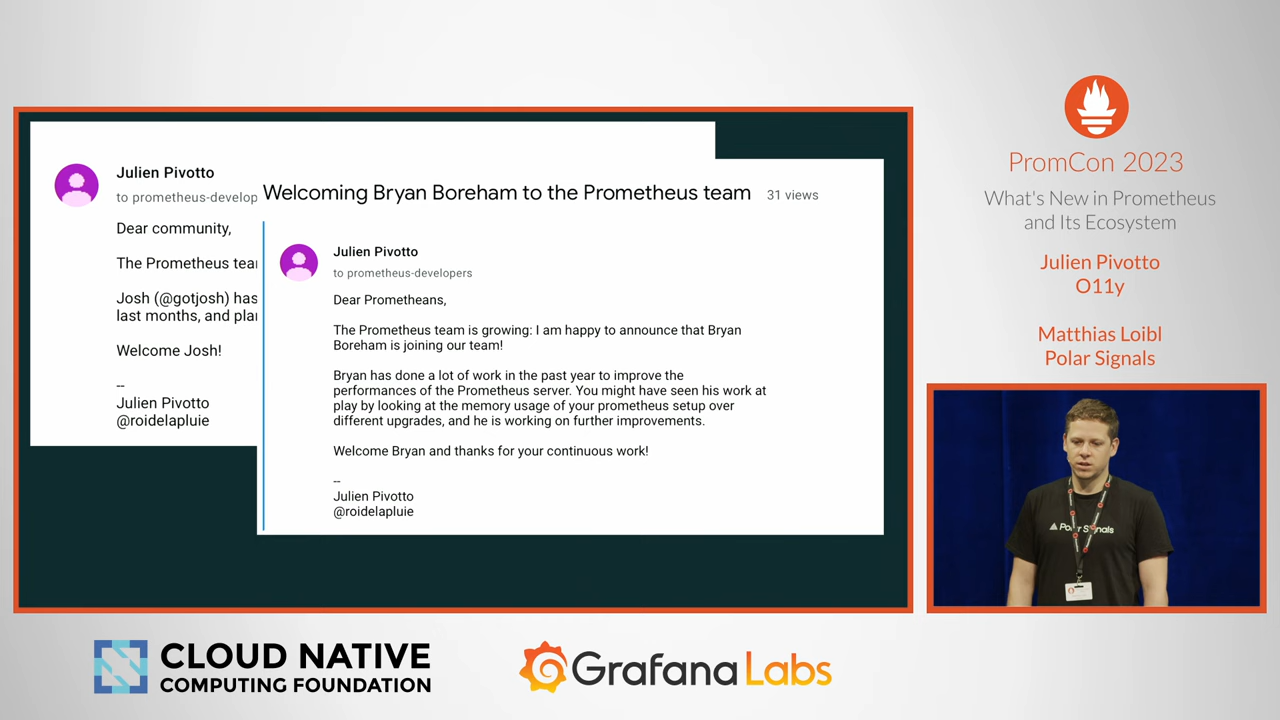 Julien Pivotto
to prometheus-develop
Dear community,
The Prometheus tea
Josh (@gotjosh) has
last months, and pla
Welcome Josh!
--
Julien Pivotto
@roidelapluie
Welcoming Bryan Boreham to the Prometheus team 31 views
Julien Pivotto
to prometheus-developers
Dear Prometheans,
The Prometheus team is growing: I am happy to announce that Bryan
Boreham is joining our team!
Bryan has done a lot of work in the past year to improve the
performances of the Prometheus server. You might have seen his work at
play by looking at the memory usage of your prometheus setup over
different upgrades, and he is working on further improvements.
Welcome Bryan and thanks for your continuous work!
--
Julien Pivotto
@roidelapluie
PromCon 2023
What's New in Prometheus
and Its Ecosystem
Julien Pivotto
O11y
Matthias Loibl
Polar Signals
Polar Signals
CLOUD NATIVE
COMPUTING FOUNDATION
Grafana Labs